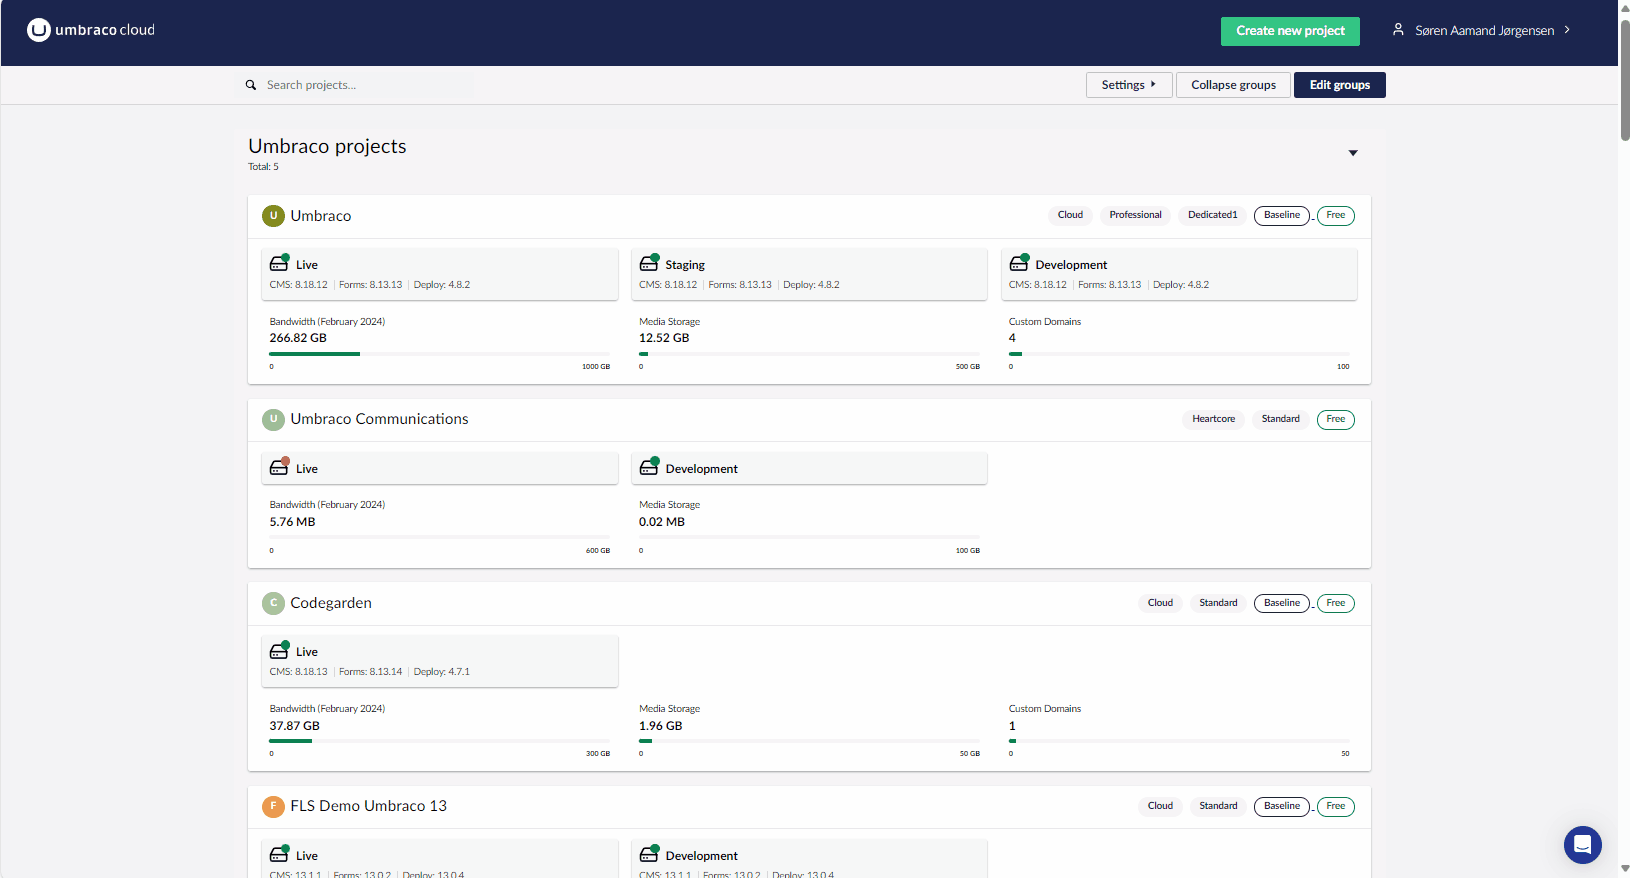 umbraco cloud
Create new project
Søren Aamand Jørgensen
Search projects...
Settings
Collapse groups
Edit groups
Umbraco projects
Total: 5
U Umbraco
Cloud Professional Dedicated1 Baseline - Free
Live
CMS: 8.18.12 | Forms: 8.13.13 | Deploy: 4.8.2
Staging
CMS: 8.18.12 | Forms: 8.13.13 | Deploy: 4.8.2
Development
CMS: 8.18.12 | Forms: 8.13.13 | Deploy: 4.8.2
Bandwidth (February 2024)
266.82 GB
0 1000 GB
Media Storage
12.52 GB
0 500 GB
Custom Domains
4
0 100
U Umbraco Communications
Heartcore Standard Free
Live
Development
Bandwidth (February 2024)
5.76 MB
0 600 GB
Media Storage
0.02 MB
0 100 GB
C Codegarden
Cloud Standard Baseline - Free
Live
CMS: 8.18.13 | Forms: 8.13.14 | Deploy: 4.7.1
Bandwidth (February 2024)
37.87 GB
0 300 GB
Media Storage
1.96 GB
0 50 GB
Custom Domains
1
0 50
F FLS Demo Umbraco 13
Cloud Standard Baseline - Free
Live
CMS: 13.1.1 | Forms: 13.0.2 | Deploy: 13.0.4
Development
CMS: 13.1.1 | Forms: 13.0.2 | Deploy: 13.0.4